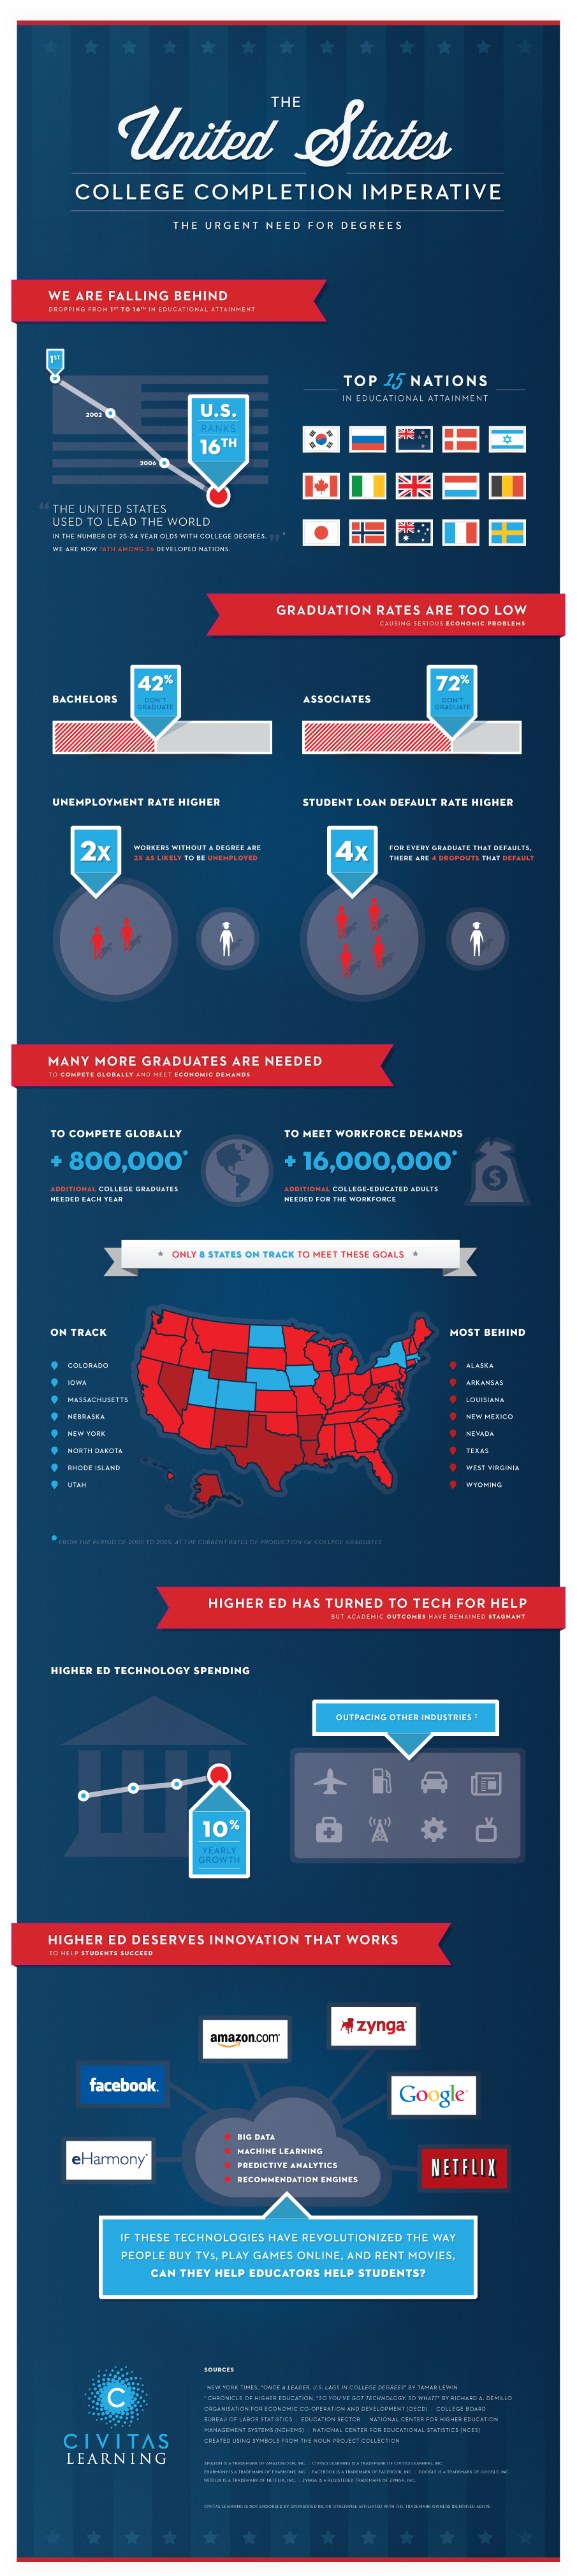 THE
United States
COLLEGE COMPLETION IMPERATIVE
THE URGENT NEED FOR DEGREES
WE ARE FALLING BEHIND
DROPPING FROM 1ST TO 16TH IN EDUCATIONAL ATTAINMENT
1ST
2002
2006
U.S.
RANKS
16TH
“ THE UNITED STATES
USED TO LEAD THE WORLD
IN THE NUMBER OF 25-34 YEAR OLDS WITH COLLEGE DEGREES. ” 1
WE ARE NOW 16TH AMONG 36 DEVELOPED NATIONS.
TOP 15 NATIONS
IN EDUCATIONAL ATTAINMENT
GRADUATION RATES ARE TOO LOW
CAUSING SERIOUS ECONOMIC PROBLEMS
BACHELORS
42%
DON'T
GRADUATE
ASSOCIATES
72%
DON'T
GRADUATE
UNEMPLOYMENT RATE HIGHER
2X
WORKERS WITHOUT A DEGREE ARE
2X AS LIKELY TO BE UNEMPLOYED
STUDENT LOAN DEFAULT RATE HIGHER
4X
FOR EVERY GRADUATE THAT DEFAULTS,
THERE ARE 4 DROPOUTS THAT DEFAULT
MANY MORE GRADUATES ARE NEEDED
TO COMPETE GLOBALLY AND MEET ECONOMIC DEMANDS
TO COMPETE GLOBALLY
+ 800,000*
ADDITIONAL COLLEGE GRADUATES
NEEDED EACH YEAR
TO MEET WORKFORCE DEMANDS
+ 16,000,000*
ADDITIONAL COLLEGE-EDUCATED ADULTS
NEEDED FOR THE WORKFORCE
$
ONLY 8 STATES ON TRACK TO MEET THESE GOALS
ON TRACK
COLORADO
IOWA
MASSACHUSETTS
NEBRASKA
NEW YORK
NORTH DAKOTA
RHODE ISLAND
UTAH
MOST BEHIND
ALASKA
ARKANSAS
LOUISIANA
NEW MEXICO
NEVADA
TEXAS
WEST VIRGINIA
WYOMING
* FROM THE PERIOD OF 2005 TO 2025, AT THE CURRENT RATES OF PRODUCTION OF COLLEGE GRADUATES
HIGHER ED HAS TURNED TO TECH FOR HELP
BUT ACADEMIC OUTCOMES HAVE REMAINED STAGNANT
HIGHER ED TECHNOLOGY SPENDING
10%
YEARLY
GROWTH
OUTPACING OTHER INDUSTRIES 2
HIGHER ED DESERVES INNOVATION THAT WORKS
TO HELP STUDENTS SUCCEED
amazon.com
zynga
facebook
Google
eHarmony
NETFLIX
BIG DATA
MACHINE LEARNING
PREDICTIVE ANALYTICS
RECOMMENDATION ENGINES
IF THESE TECHNOLOGIES HAVE REVOLUTIONIZED THE WAY
PEOPLE BUY TVs, PLAY GAMES ONLINE, AND RENT MOVIES,
CAN THEY HELP EDUCATORS HELP STUDENTS?
C
CIVITAS
LEARNING
SOURCES
1 NEW YORK TIMES, "ONCE A LEADER, U.S. LAGS IN COLLEGE DEGREES" BY TAMAR LEWIN
2 CHRONICLE OF HIGHER EDUCATION, "SO YOU'VE GOT TECHNOLOGY. SO WHAT?" BY RICHARD A. DEMILLO
ORGANISATION FOR ECONOMIC CO-OPERATION AND DEVELOPMENT (OECD) | COLLEGE BOARD
BUREAU OF LABOR STATISTICS | EDUCATION SECTOR | NATIONAL CENTER FOR HIGHER EDUCATION
MANAGEMENT SYSTEMS (NCHEMS) | NATIONAL CENTER FOR EDUCATIONAL STATISTICS (NCES)
CREATED USING SYMBOLS FROM THE NOUN PROJECT COLLECTION
AMAZON IS A TRADEMARK OF AMAZON.COM, INC. | CIVITAS LEARNING IS A TRADEMARK OF CIVITAS LEARNING, INC.
EHARMONY IS A TRADEMARK OF EHARMONY, INC. | FACEBOOK IS A TRADEMARK OF FACEBOOK, INC. | GOOGLE IS A TRADEMARK OF GOOGLE, INC.
NETFLIX IS A TRADEMARK OF NETFLIX, INC. | ZYNGA IS A REGISTERED TRADEMARK OF ZYNGA, INC.
CIVITAS LEARNING IS NOT ENDORSED BY, SPONSORED BY, OR OTHERWISE AFFILIATED WITH THE TRADEMARK OWNERS IDENTIFIED ABOVE.